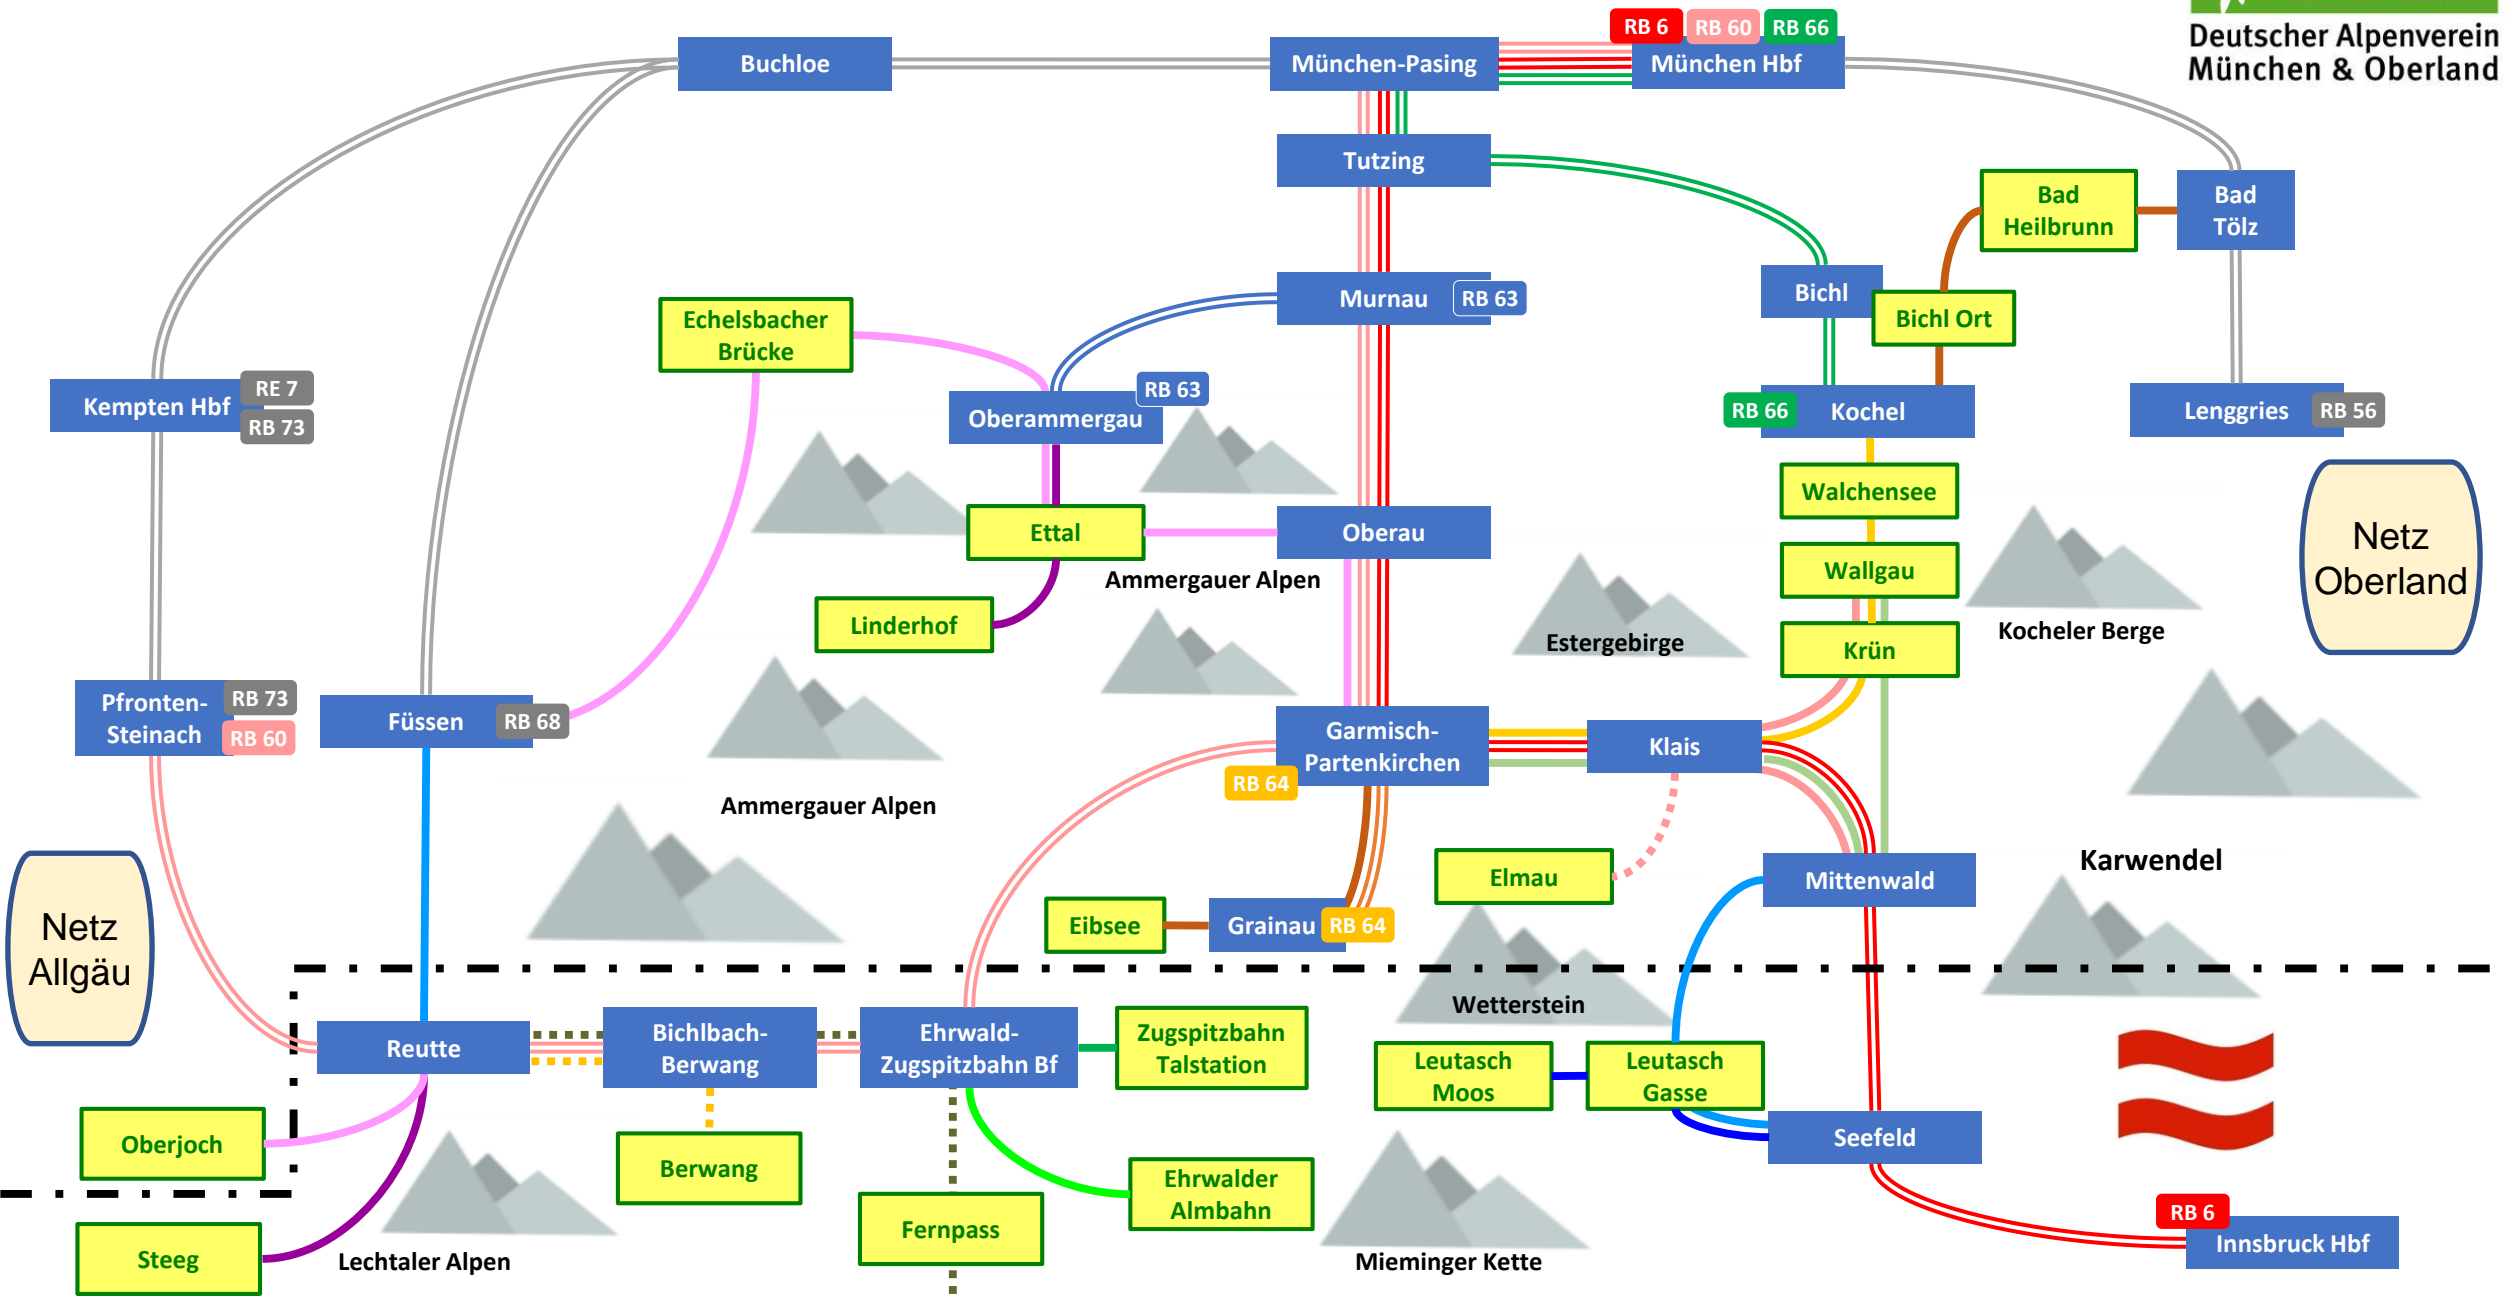 RB 6
RB 60
RB 66
Deutscher Alpenverein
München & Oberland
Buchloe
München-Pasing
München Hbf
Tutzing
Bad
Heilbrunn
Bad
Tölz
Bichl
Bichl Ort
Murnau
RB 63
Echelsbacher
Brücke
Kempten Hbf
RE 7
RB 73
RB 63
Oberammergau
RB 66
Kochel
Lenggries
RB 56
Walchensee
Ettal
Oberau
Wallgau
Netz
Oberland
Ammergauer Alpen
Linderhof
Estergebirge
Krün
Kocheler Berge
Pfronten-
Steinach
RB 73
RB 60
Füssen
RB 68
Garmisch-
Partenkirchen
RB 64
Klais
Ammergauer Alpen
Elmau
Mittenwald
Karwendel
Netz
Allgäu
Eibsee
Grainau
RB 64
Wetterstein
Reutte
Bichlbach-
Berwang
Ehrwald-
Zugspitzbahn Bf
Zugspitzbahn
Talstation
Leutasch
Moos
Leutasch
Gasse
Oberjoch
Berwang
Seefeld
Ehrwalder
Almbahn
Fernpass
Steeg
Lechtaler Alpen
Mieminger Kette
RB 6
Innsbruck Hbf